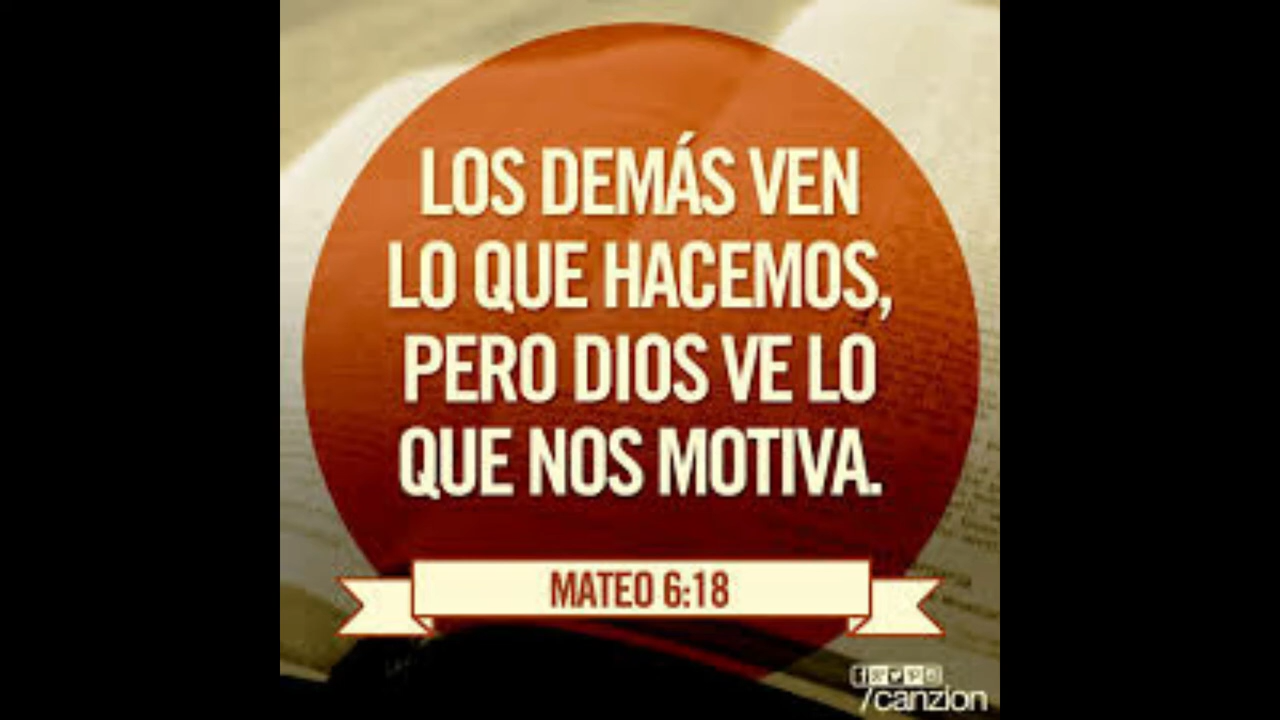 LOS DEMÁS VEN
LO QUE HACEMOS,
PERO DIOS VE LO
QUE NOS MOTIVA.
MATEO 6:18
/canzion